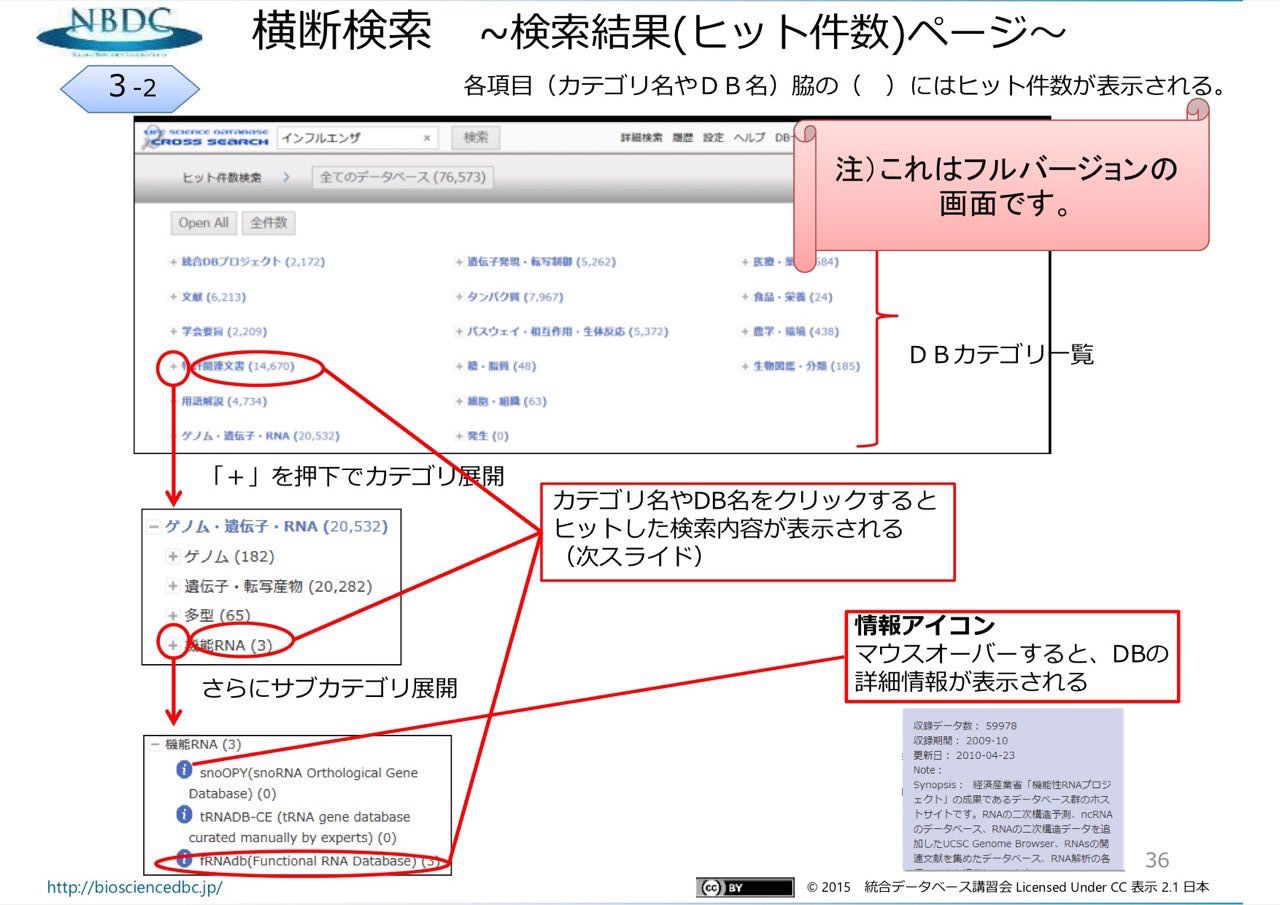 NBDC
横断検索 ~検索結果(ヒット件数)ページ~
3-2
各項目（カテゴリ名やＤＢ名）脇の（　）にはヒット件数が表示される。
LIFE SCIENCE DATABASE
CROSS SEARCH
インフルエンザ × 検索 詳細検索 履歴 設定 ヘルプ DB
注）これはフルバージョンの
画面です。
ヒット件数検索 > 全てのデータベース (76,573)
Open All 全件数
+ 統合DBプロジェクト (2,172)
+ 文献 (6,213)
+ 学会要旨 (2,209)
+ 特許関連文書 (14,670)
+ 用語解説 (4,734)
+ ゲノム・遺伝子・RNA (20,532)
+ 遺伝子発現・転写制御 (5,262)
+ タンパク質 (7,967)
+ パスウェイ・相互作用・生体反応 (5,372)
+ 糖・脂質 (48)
+ 細胞・組織 (63)
+ 発生 (0)
+ 医療・ 584)
+ 食品・栄養 (24)
+ 農学・環境 (438)
+ 生物図鑑・分類 (185)
ＤＢカテゴリ一覧
「＋」を押下でカテゴリ展開
− ゲノム・遺伝子・RNA (20,532)
+ ゲノム (182)
+ 遺伝子・転写産物 (20,282)
+ 多型 (65)
+ 機能RNA (3)
カテゴリ名やDB名をクリックすると
ヒットした検索内容が表示される
（次スライド）
さらにサブカテゴリ展開
− 機能RNA (3)
i snoOPY(snoRNA Orthological Gene
Database) (0)
i tRNADB-CE (tRNA gene database
curated manually by experts) (0)
i fRNAdb(Functional RNA Database) (3)
情報アイコン
マウスオーバーすると、DBの
詳細情報が表示される
収録データ数： 59978
収録期間： 2009-10
更新日： 2010-04-23
Note：
Synopsis： 経済産業省「機能性RNAプロジ
ェクト」の成果であるデータベース群のホス
トサイトです。RNAの二次構造予測、ncRNA
のデータベース、RNAの二次構造データを追
加したUCSC Genome Browser、RNAsの関
連文献を集めたデータベース、RNA解析の各
36
http://biosciencedbc.jp/
(cc) BY
© 2015 統合データベース講習会 Licensed Under CC 表示 2.1 日本